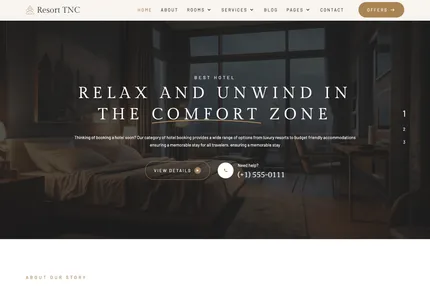 Resort TNC
HOME ABOUT ROOMS SERVICES BLOG PAGES CONTACT
OFFERS →
BEST HOTEL
RELAX AND UNWIND IN
THE COMFORT ZONE
Thinking of booking a hotel room? Our category of hotel booking provides a wide range of options from luxury resorts to budget friendly accommodations
ensuring a memorable stay for all travelers. ensuring a memorable stay.
VIEW DETAILS
Need help?
(+1) 555-0111
1
2
3
ABOUT OUR STORY